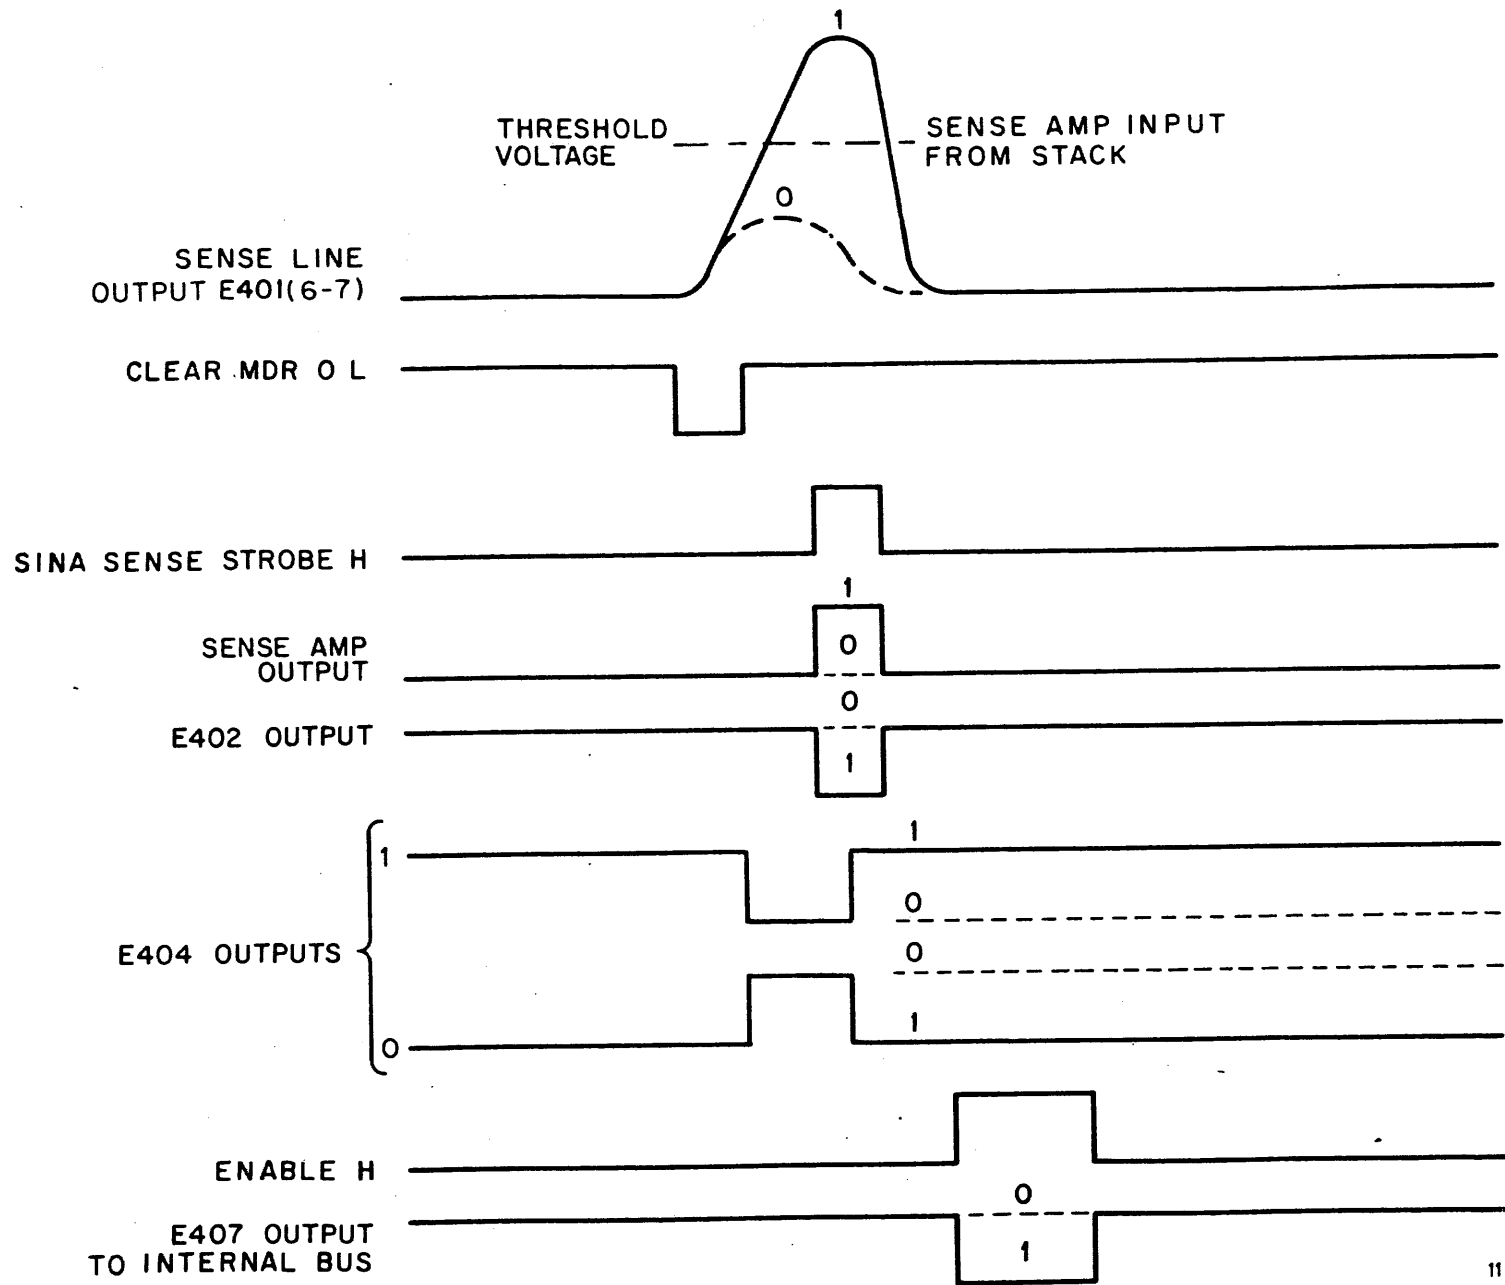 1
THRESHOLD
VOLTAGE
SENSE AMP INPUT
FROM STACK
0
SENSE LINE
OUTPUT E401(6-7)
CLEAR MDR O L
SINA SENSE STROBE H
1
SENSE AMP
OUTPUT
0
0
E402 OUTPUT
1
E404 OUTPUTS
1
1
0
0
0
1
ENABLE H
0
E407 OUTPUT
TO INTERNAL BUS
1
11